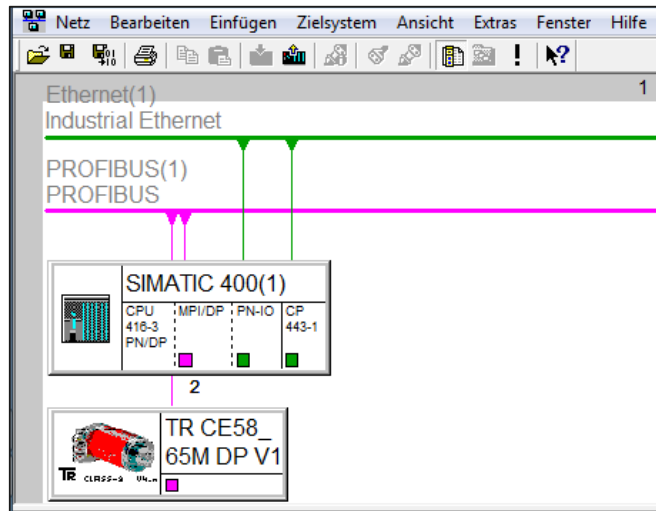 Netz Bearbeiten Einfügen Zielsystem Ansicht Extras Fenster Hilfe
Ethernet(1) 1
Industrial Ethernet
PROFIBUS(1)
PROFIBUS
SIMATIC 400(1)
CPU 416-3 PN/DP
MPI/DP
PN-IO
CP 443-1
2
TR CE58_
65M DP V1
TR